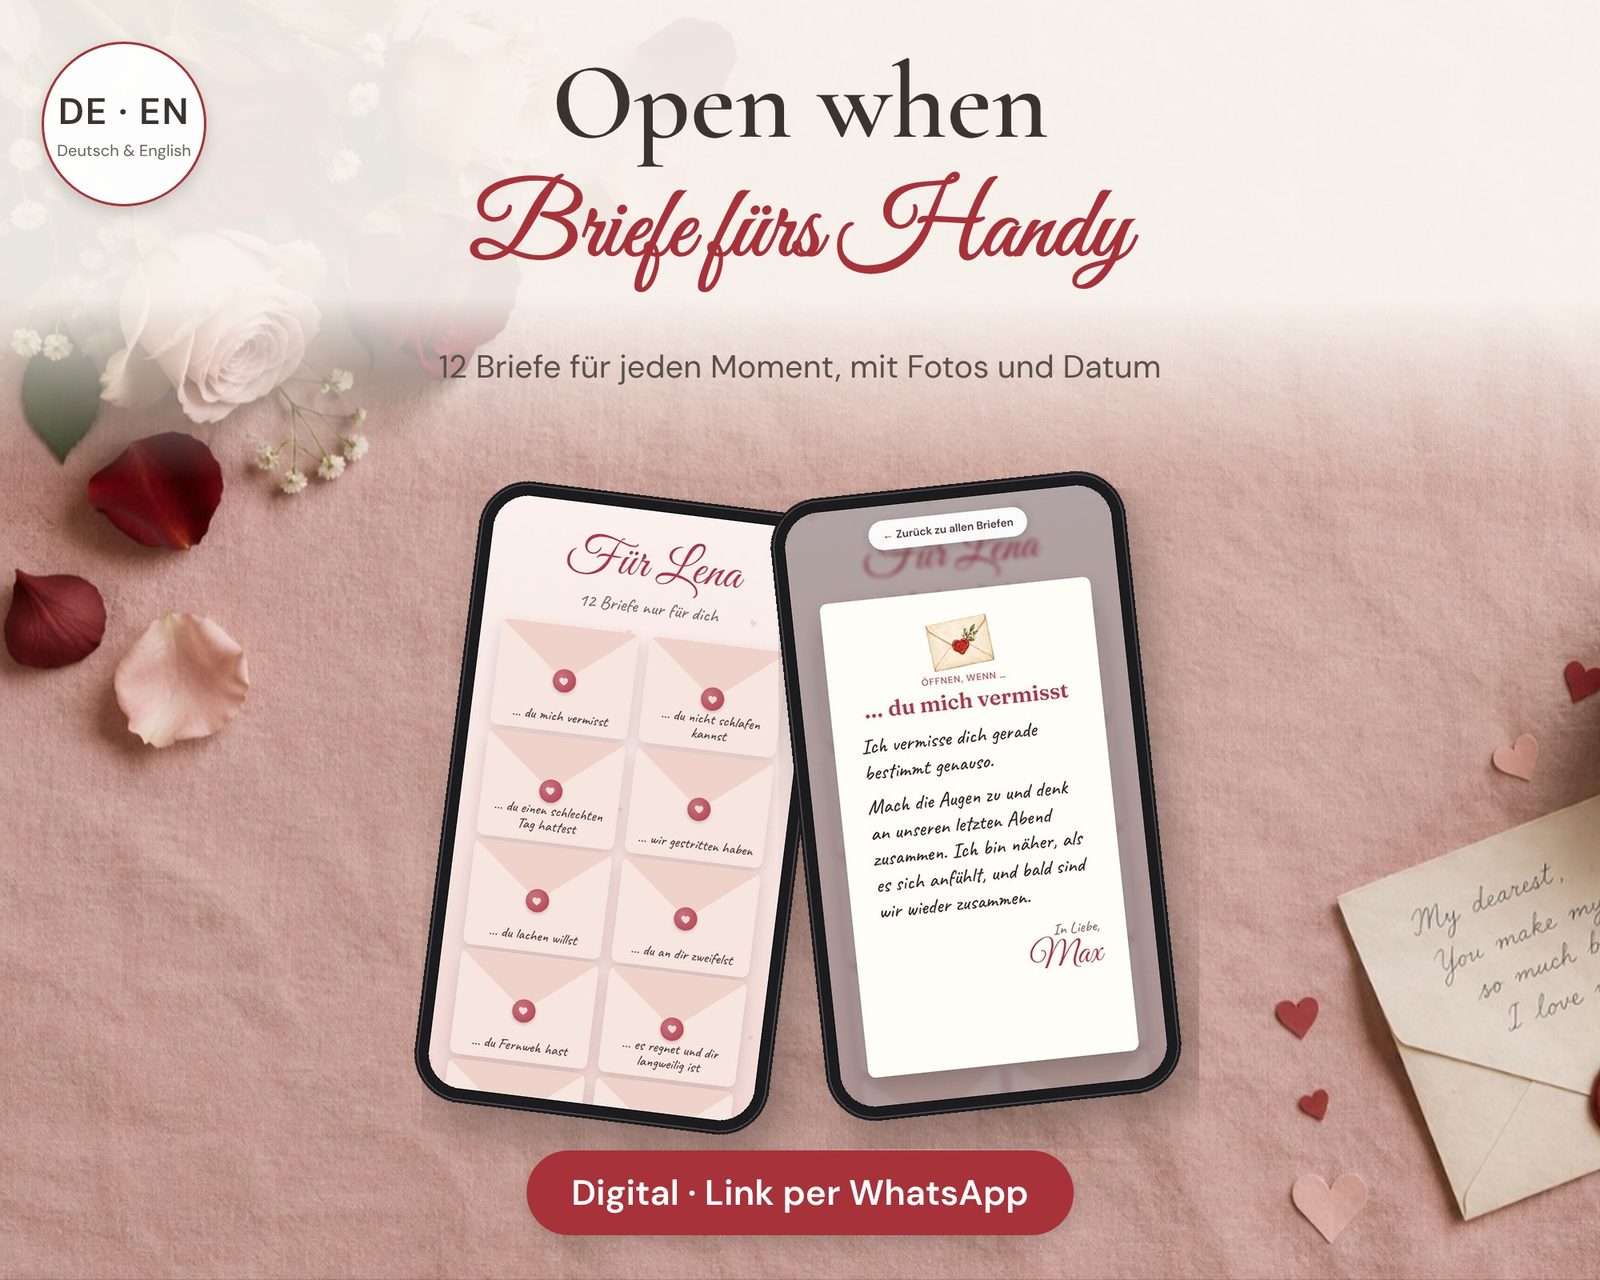 DE · EN
Deutsch & English
Open when
Briefe fürs Handy
12 Briefe für jeden Moment, mit Fotos und Datum
Für Lena
12 Briefe nur für dich
... du mich vermisst
... du nicht schlafen
kannst
... du einen schlechten
Tag hattest
... wir gestritten haben
... du lachen willst
... du an dir zweifelst
... du Fernweh hast
... es regnet und dir
langweilig ist
← Zurück zu allen Briefen
Für Lena
ÖFFNEN, WENN ...
... du mich vermisst
Ich vermisse dich gerade
bestimmt genauso.
Mach die Augen zu und denk
an unseren letzten Abend
zusammen. Ich bin näher, als
es sich anfühlt, und bald sind
wir wieder zusammen.
In Liebe,
Max
My dearest,
You make my
so much
I love
Digital · Link per WhatsApp